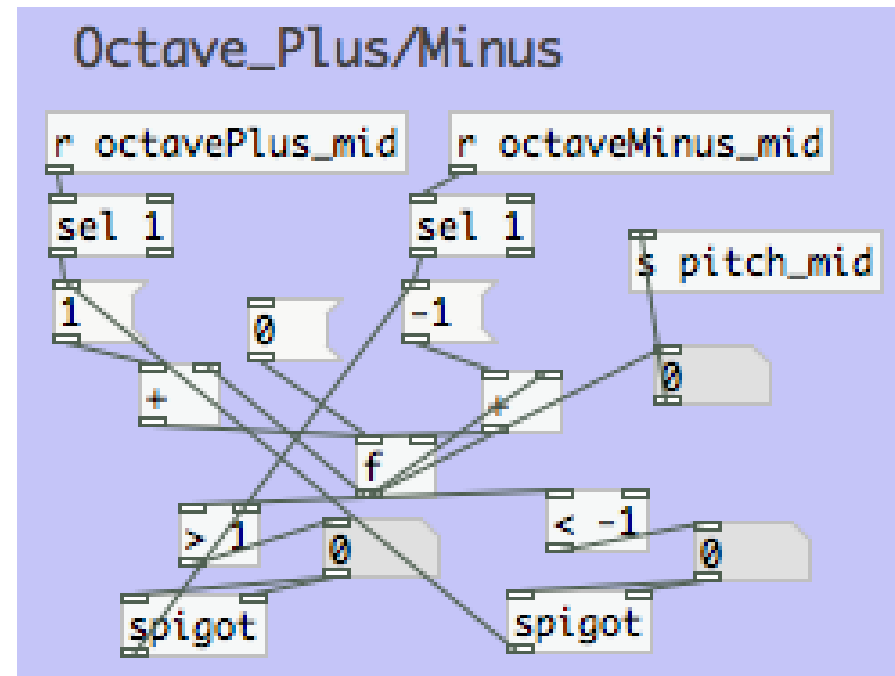 Octave_Plus/Minus
r octavePlus_mid
r octaveMinus_mid
sel 1
sel 1
s pitch_mid
1
0
-1
0
+
+
f
> 1
< -1
0
0
spigot
spigot